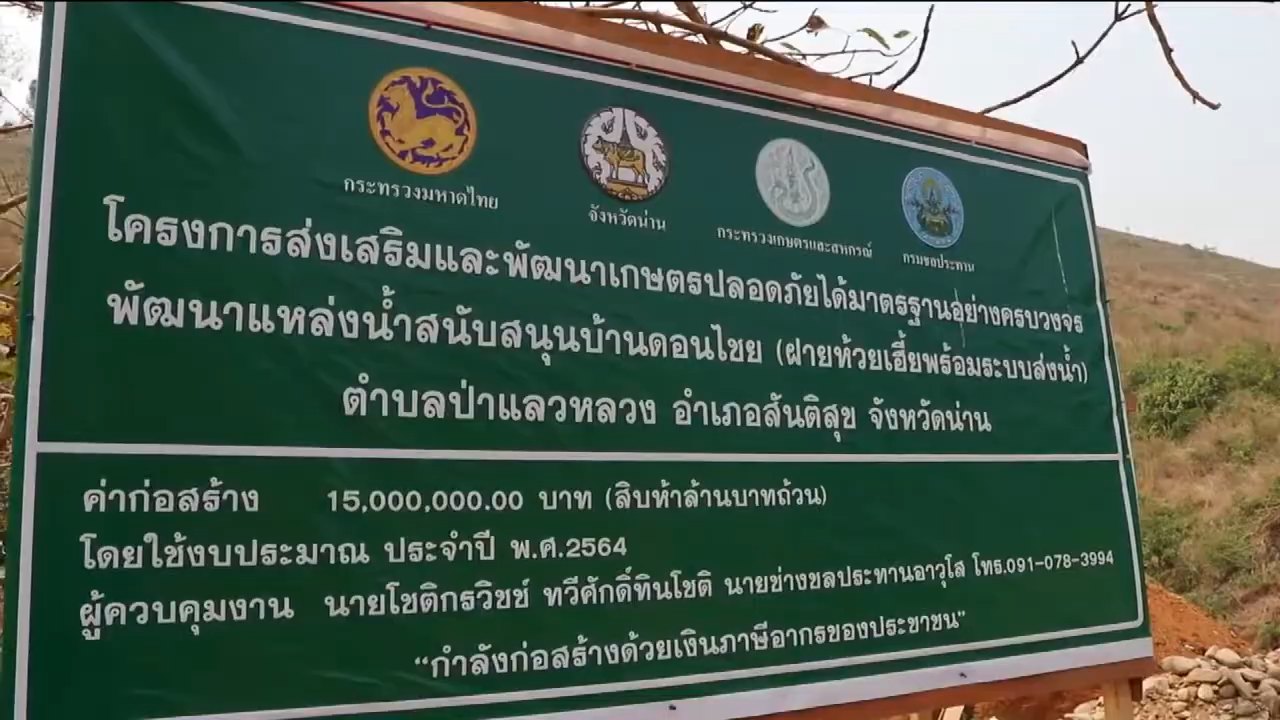 กระทรวงมหาดไทย
จังหวัดน่าน
กระทรวงเกษตรและสหกรณ์
กรมชลประทาน
โครงการส่งเสริมและพัฒนาเกษตรปลอดภัยได้มาตรฐานอย่างครบวงจร
พัฒนาแหล่งน้ำสนับสนุนบ้านดอนไชย (ฝายห้วยเฮี้ยพร้อมระบบส่งน้ำ)
ตำบลป่าแลวหลวง อำเภอสันติสุข จังหวัดน่าน
ค่าก่อสร้าง 15,000,000.00 บาท (สิบห้าล้านบาทถ้วน)
โดยใช้งบประมาณ ประจำปี พ.ศ.2564
ผู้ควบคุมงาน นายโชติกรวิชช์ ทวีศักดิ์ทินโชติ นายช่างชลประทานอาวุโส โทร.091-078-3994
“กำลังก่อสร้างด้วยเงินภาษีอากรของประชาชน”